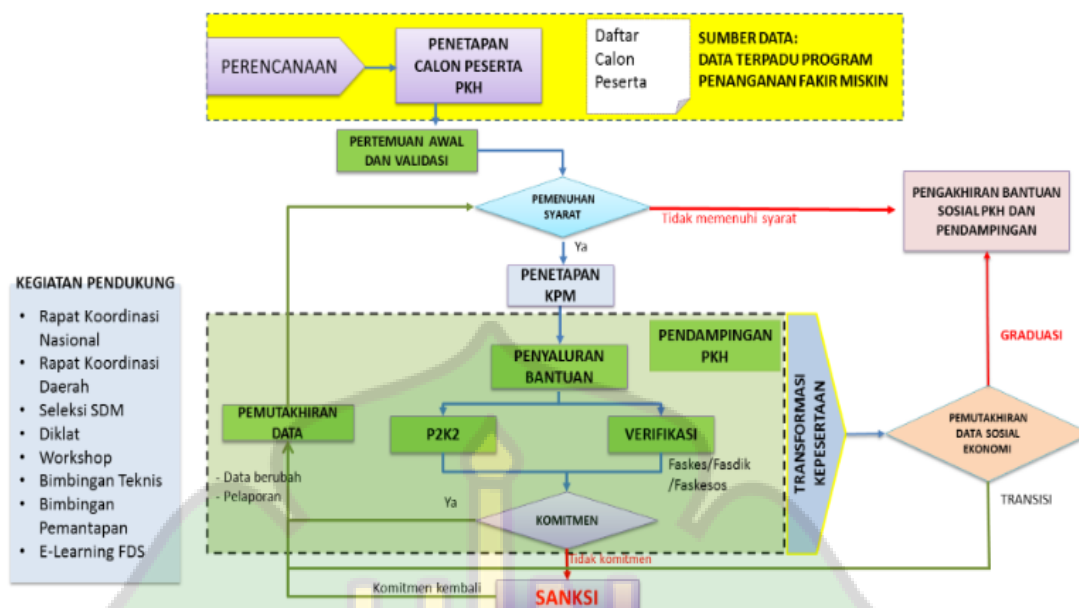 PERENCANAAN
PENETAPAN
CALON PESERTA
PKH
Daftar
Calon
Peserta
SUMBER DATA:
DATA TERPADU PROGRAM
PENANGANAN FAKIR MISKIN
PERTEMUAN AWAL
DAN VALIDASI
PEMENUHAN
SYARAT
Tidak memenuhi syarat
PENGAKHIRAN BANTUAN
SOSIAL PKH DAN
PENDAMPINGAN
Ya
PENETAPAN
KPM
KEGIATAN PENDUKUNG
• Rapat Koordinasi
Nasional
• Rapat Koordinasi
Daerah
• Seleksi SDM
• Diklat
• Workshop
• Bimbingan Teknis
• Bimbingan
Pemantapan
• E-Learning FDS
PENDAMPINGAN
PKH
PENYALURAN
BANTUAN
PEMUTAKHIRAN
DATA
P2K2
VERIFIKASI
- Data berubah
- Pelaporan
Faskes/Fasdik
/Faskesos
Ya
KOMITMEN
TRANSFORMASI
KEPESERTAAN
GRADUASI
PEMUTAKHIRAN
DATA SOSIAL
EKONOMI
TRANSISI
Tidak komitmen
Komitmen kembali
SANKSI